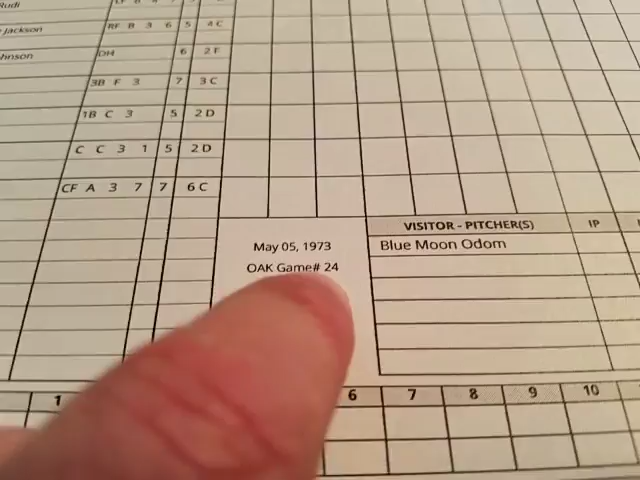 Rudi
Jackson RF B 3 6 5 4 C
hnson DH 6 2 F
3B F 3 7 3 C
1B C 3 5 2 D
C C 3 1 5 2 D
CF A 3 7 7 6 C
VISITOR - PITCHER(S) IP
May 05, 1973 Blue Moon Odom
OAK Game# 24
1 6 7 8 9 10